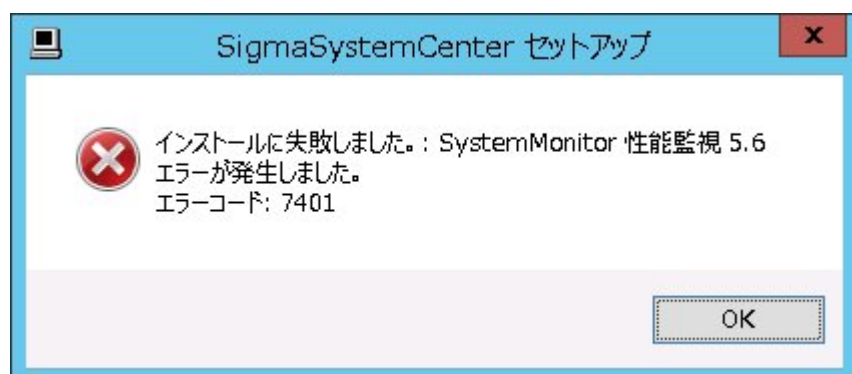 SigmaSystemCenter セットアップ
x
インストールに失敗しました。: SystemMonitor 性能監視 5.6
エラーが発生しました。
エラーコード: 7401
OK